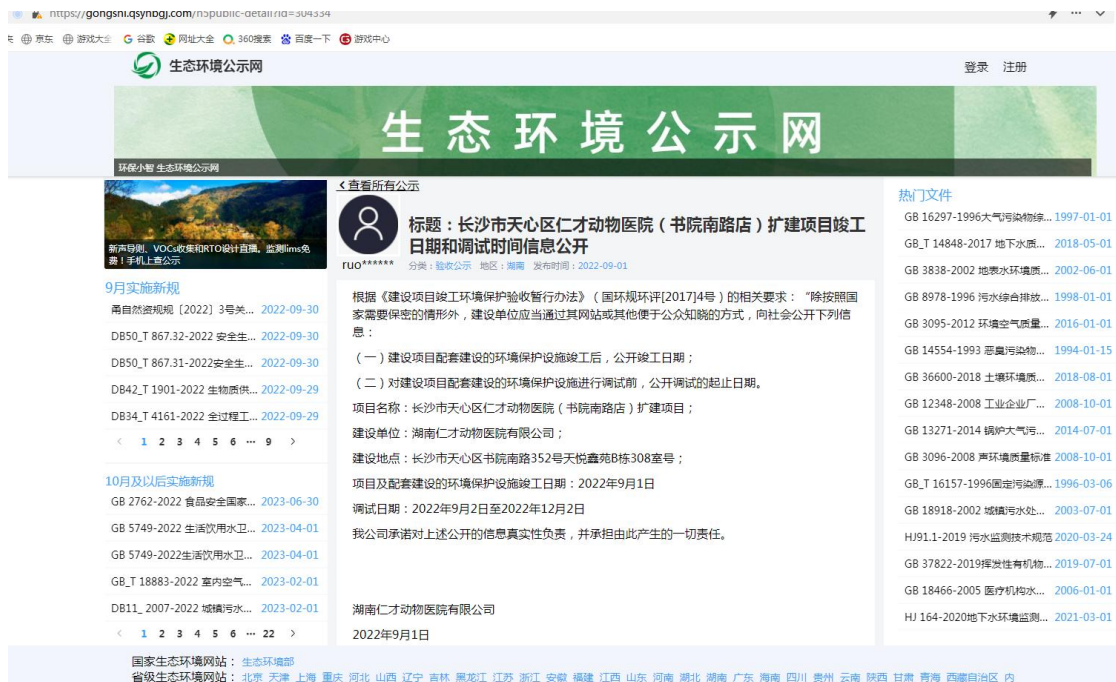 https://gongshi.qsyhbgj.com/h5public-detail?id=304334
京东 游戏大全 谷歌 网址大全 360搜索 百度一下 游戏中心
生态环境公示网
登录 注册
生态环境公示网
环保小智 生态环境公示网
新声导则、VOCs收集和RTO设计直播，监测lims免
费！手机上查公示
9月实施新规
甬自然资规规〔2022〕3号关... 2022-09-30
DB50_T 867.32-2022 安全生... 2022-09-30
DB50_T 867.31-2022安全生... 2022-09-30
DB42_T 1901-2022 生物质供... 2022-09-29
DB34_T 4161-2022 全过程工... 2022-09-29
< 1 2 3 4 5 6 ··· 9 >
10月及以后实施新规
GB 2762-2022 食品安全国家... 2023-06-30
GB 5749-2022 生活饮用水卫... 2023-04-01
GB 5749-2022生活饮用水卫... 2023-04-01
GB_T 18883-2022 室内空气... 2023-02-01
DB11_ 2007-2022 城镇污水... 2023-02-01
< 1 2 3 4 5 6 ··· 22 >
<查看所有公示
ruo******
标题：长沙市天心区仁才动物医院（书院南路店）扩建项目竣工
日期和调试时间信息公开
分类：验收公示 地区：湖南 发布时间：2022-09-01
根据《建设项目竣工环境保护验收暂行办法》（国环规环评[2017]4号）的相关要求：“除按照国
家需要保密的情形外，建设单位应当通过其网站或其他便于公众知晓的方式，向社会公开下列信
息：
（一）建设项目配套建设的环境保护设施竣工后，公开竣工日期；
（二）对建设项目配套建设的环境保护设施进行调试前，公开调试的起止日期。
项目名称：长沙市天心区仁才动物医院（书院南路店）扩建项目；
建设单位：湖南仁才动物医院有限公司；
建设地点：长沙市天心区书院南路352号天悦鑫苑B栋308室号；
项目及配套建设的环境保护设施竣工日期：2022年9月1日
调试日期：2022年9月2日至2022年12月2日
我公司承诺对上述公开的信息真实性负责，并承担由此产生的一切责任。
湖南仁才动物医院有限公司
2022年9月1日
热门文件
GB 16297-1996大气污染物综... 1997-01-01
GB_T 14848-2017 地下水质... 2018-05-01
GB 3838-2002 地表水环境质... 2002-06-01
GB 8978-1996 污水综合排放... 1998-01-01
GB 3095-2012 环境空气质量... 2016-01-01
GB 14554-1993 恶臭污染物... 1994-01-15
GB 36600-2018 土壤环境质... 2018-08-01
GB 12348-2008 工业企业厂... 2008-10-01
GB 13271-2014 锅炉大气污... 2014-07-01
GB 3096-2008 声环境质量标准 2008-10-01
GB_T 16157-1996固定污染源... 1996-03-06
GB 18918-2002 城镇污水处... 2003-07-01
HJ91.1-2019 污水监测技术规范 2020-03-24
GB 37822-2019挥发性有机物... 2019-07-01
GB 18466-2005 医疗机构水... 2006-01-01
HJ 164-2020地下水环境监测... 2021-03-01
国家生态环境网站： 生态环境部
省级生态环境网站： 北京 天津 上海 重庆 河北 山西 辽宁 吉林 黑龙江 江苏 浙江 安徽 福建 江西 山东 河南 湖北 湖南 广东 海南 四川 贵州 云南 陕西 甘肃 青海 西藏自治区 内